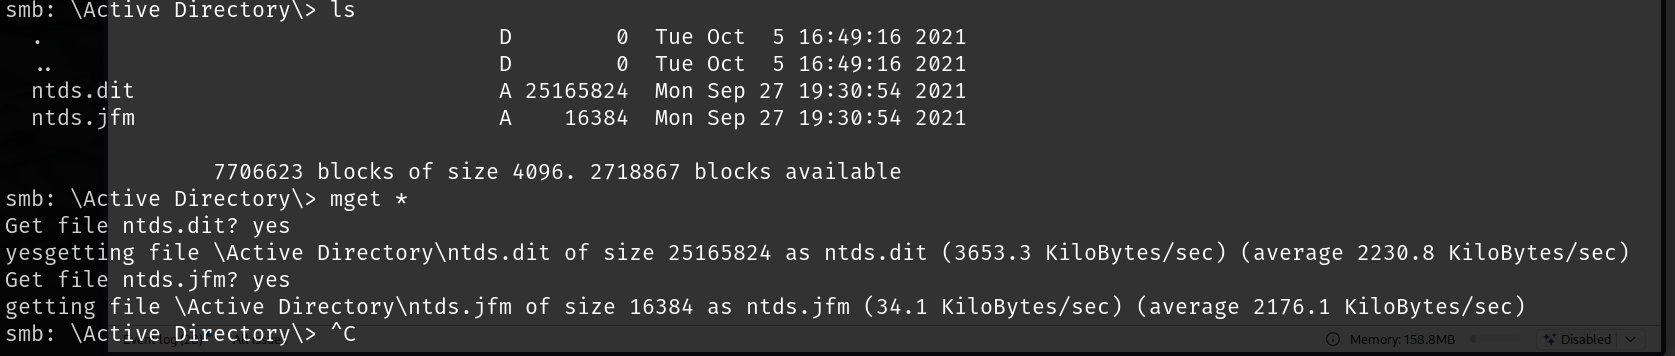 smb: \Active Directory\> ls
  .                                  D        0  Tue Oct  5 16:49:16 2021
  ..                                 D        0  Tue Oct  5 16:49:16 2021
  ntds.dit                           A 25165824  Mon Sep 27 19:30:54 2021
  ntds.jfm                           A    16384  Mon Sep 27 19:30:54 2021
                7706623 blocks of size 4096. 2718867 blocks available
smb: \Active Directory\> mget *
Get file ntds.dit? yes
yesgetting file \Active Directory\ntds.dit of size 25165824 as ntds.dit (3653.3 KiloBytes/sec) (average 2230.8 KiloBytes/sec)
Get file ntds.jfm? yes
getting file \Active Directory\ntds.jfm of size 16384 as ntds.jfm (34.1 KiloBytes/sec) (average 2176.1 KiloBytes/sec)
smb: \Active Directory\> ^C
Memory: 158.8MB
Disabled